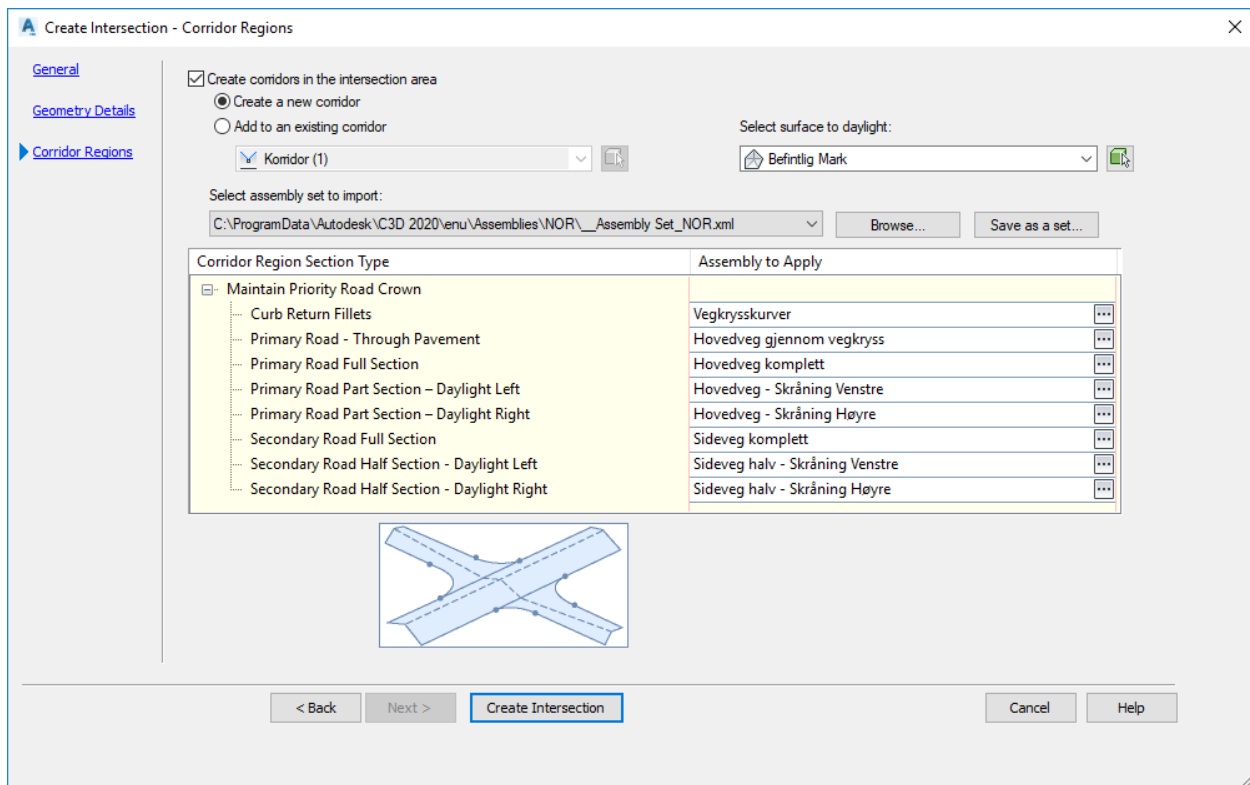 Create Intersection - Corridor Regions
General
Geometry Details
Corridor Regions
Create corridors in the intersection area
Create a new corridor
Add to an existing corridor
Select surface to daylight:
Korridor (1)
Befintlig Mark
Select assembly set to import:
C:\ProgramData\Autodesk\C3D 2020\enu\Assemblies\NOR\__Assembly Set_NOR.xml
Browse...
Save as a set...
Corridor Region Section Type Assembly to Apply
Maintain Priority Road Crown
Curb Return Fillets Vegkrysskurver
Primary Road - Through Pavement Hovedveg gjennom vegkryss
Primary Road Full Section Hovedveg komplett
Primary Road Part Section – Daylight Left Hovedveg - Skråning Venstre
Primary Road Part Section – Daylight Right Hovedveg - Skråning Høyre
Secondary Road Full Section Sideveg komplett
Secondary Road Half Section - Daylight Left Sideveg halv - Skråning Venstre
Secondary Road Half Section - Daylight Right Sideveg halv - Skråning Høyre
< Back
Next >
Create Intersection
Cancel
Help